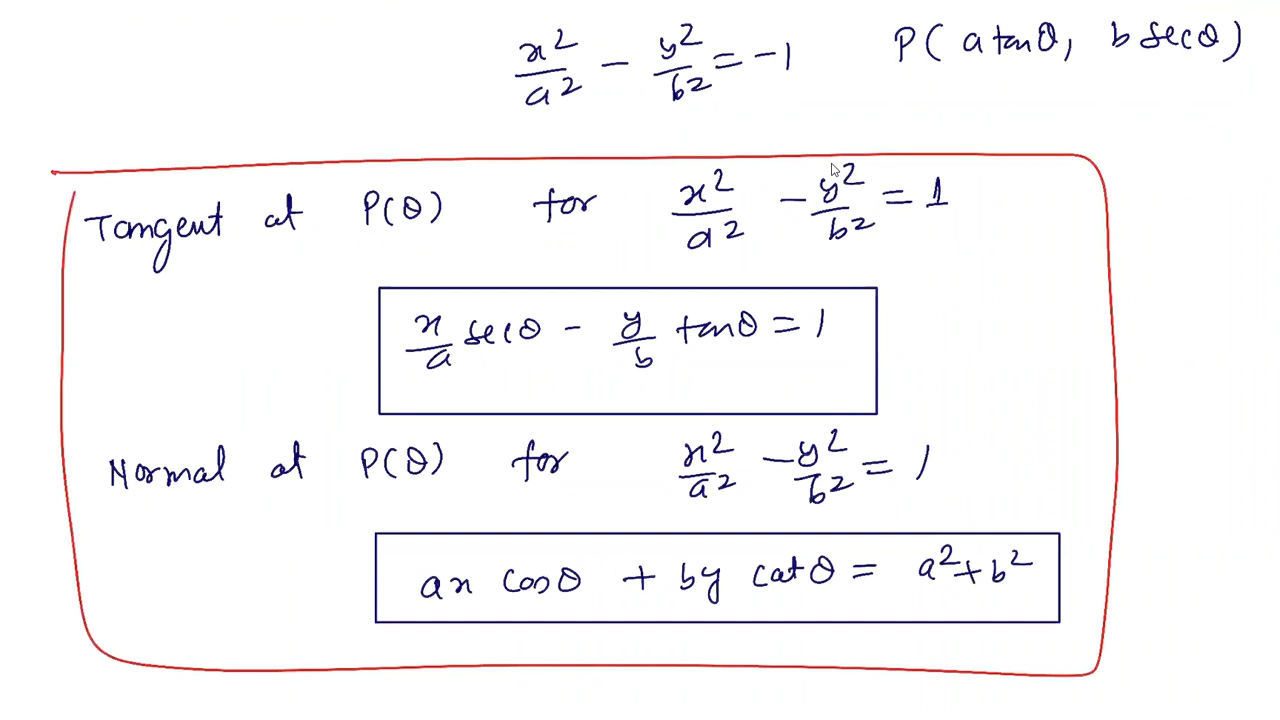 x²/a² − y²/b² = −1    P( a tanθ, b secθ )
Tangent at P(θ) for x²/a² − y²/b² = 1
x/a secθ − y/b tanθ = 1
Normal at P(θ) for x²/a² − y²/b² = 1
ax cosθ + by catθ = a² + b²